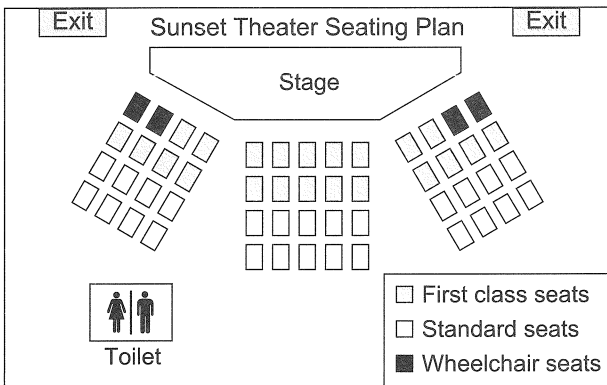 Exit
Sunset Theater Seating Plan
Exit
Stage
Toilet
First class seats
Standard seats
Wheelchair seats